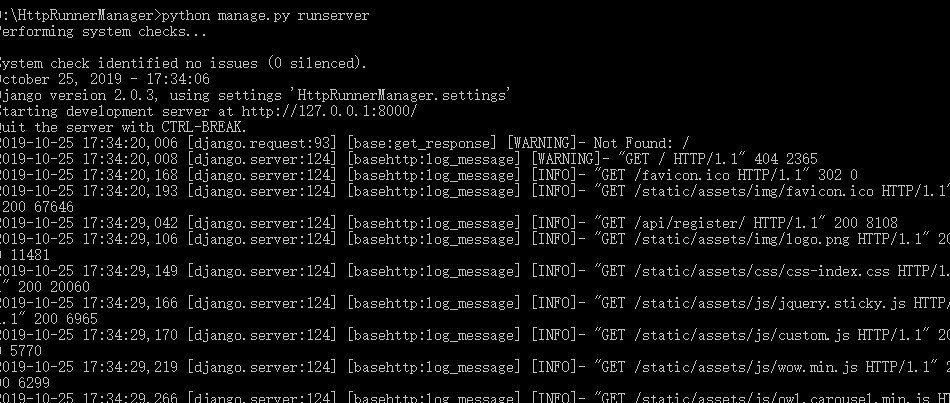 :\HttpRunnerManager>python manage.py runserver
erforming system checks...
System check identified no issues (0 silenced).
October 25, 2019 - 17:34:06
Django version 2.0.3, using settings 'HttpRunnerManager.settings'
Starting development server at http://127.0.0.1:8000/
Quit the server with CTRL-BREAK.
2019-10-25 17:34:20,006 [django.request:93] [base:get_response] [WARNING]- Not Found: /
2019-10-25 17:34:20,008 [django.server:124] [basehttp:log_message] [WARNING]- "GET / HTTP/1.1" 404 2365
2019-10-25 17:34:20,168 [django.server:124] [basehttp:log_message] [INFO]- "GET /favicon.ico HTTP/1.1" 302 0
2019-10-25 17:34:20,193 [django.server:124] [basehttp:log_message] [INFO]- "GET /static/assets/img/favicon.ico HTTP/1.1"
200 67646
2019-10-25 17:34:29,042 [django.server:124] [basehttp:log_message] [INFO]- "GET /api/register/ HTTP/1.1" 200 8108
2019-10-25 17:34:29,106 [django.server:124] [basehttp:log_message] [INFO]- "GET /static/assets/img/logo.png HTTP/1.1" 20
0 11481
2019-10-25 17:34:29,149 [django.server:124] [basehttp:log_message] [INFO]- "GET /static/assets/css/css-index.css HTTP/1.
1" 200 20060
2019-10-25 17:34:29,166 [django.server:124] [basehttp:log_message] [INFO]- "GET /static/assets/js/jquery.sticky.js HTTP/
1.1" 200 6965
2019-10-25 17:34:29,170 [django.server:124] [basehttp:log_message] [INFO]- "GET /static/assets/js/custom.js HTTP/1.1" 20
0 5770
2019-10-25 17:34:29,219 [django.server:124] [basehttp:log_message] [INFO]- "GET /static/assets/js/wow.min.js HTTP/1.1" 2
00 6299
2019-10-25 17:34:29,266 [django.server:124] [basehttp:log_message] [INFO]- "GET /static/assets/js/owl.carousel.min.js HT